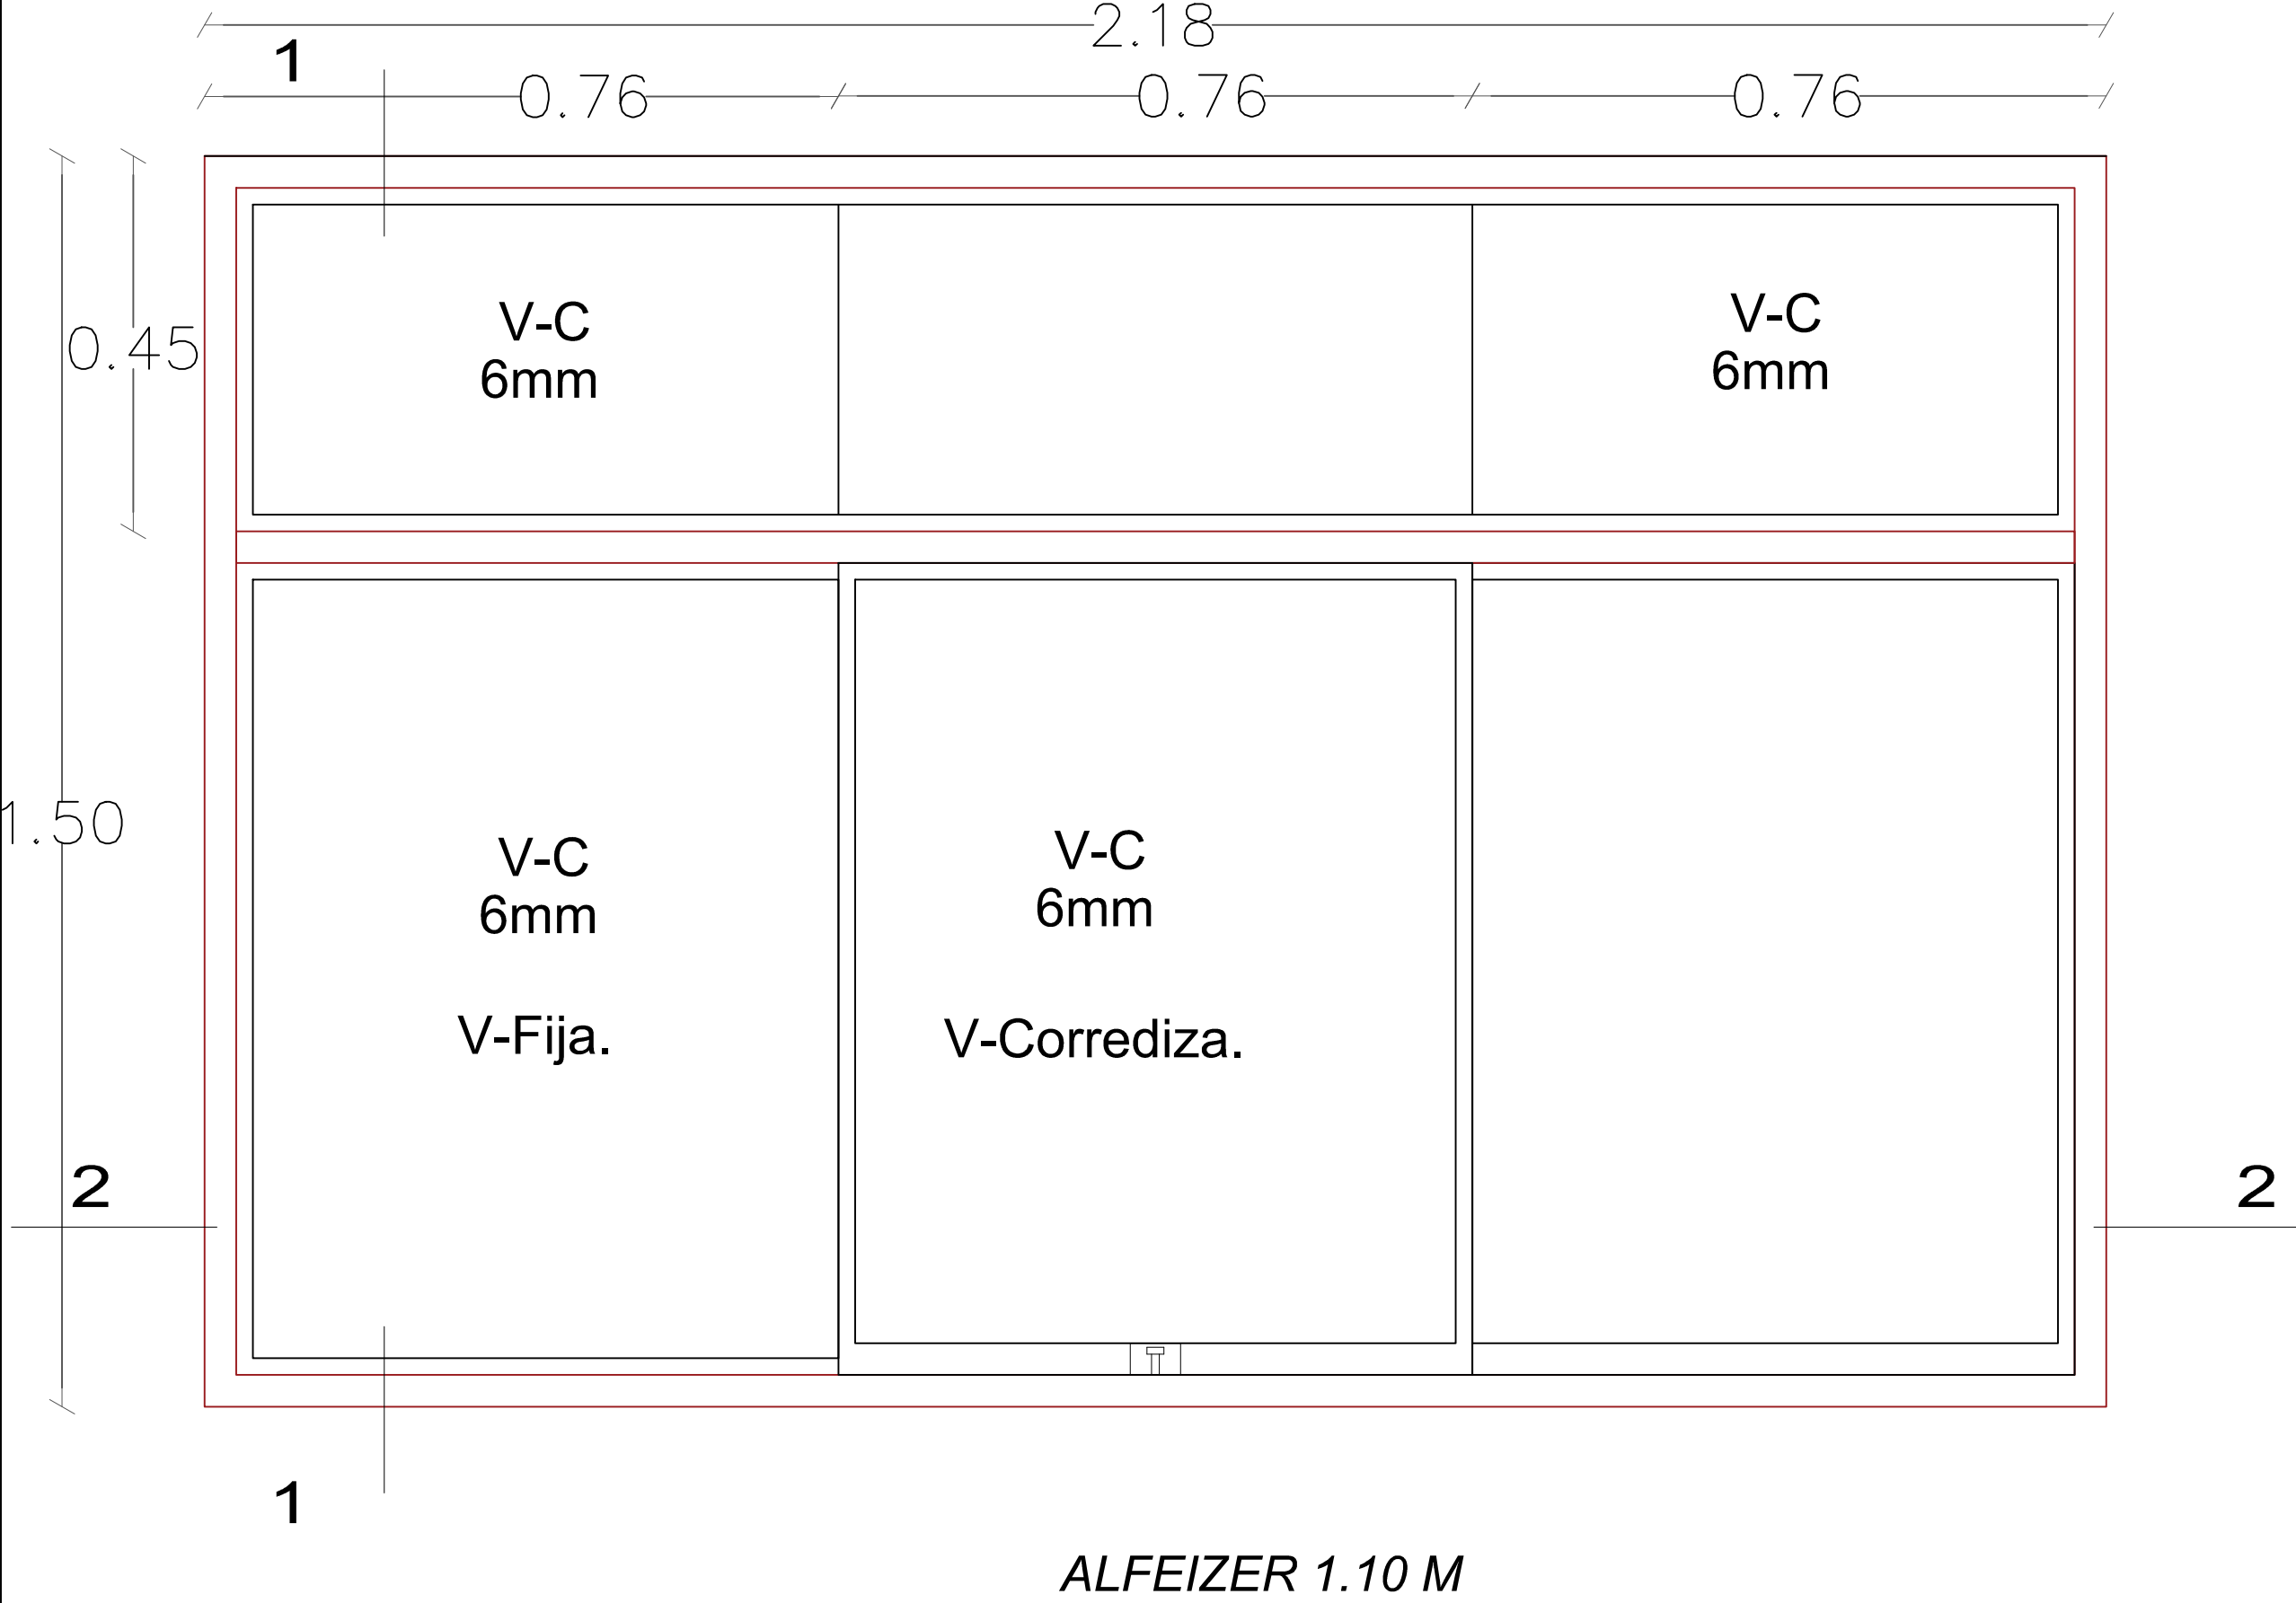 2.18
1
0.76
0.76
0.76
V-C
6mm
V-C
6mm
0.45
1.50
V-C
6mm
V-Fija.
V-C
6mm
V-Corrediza.
2
2
1
ALFEIZER 1.10 M